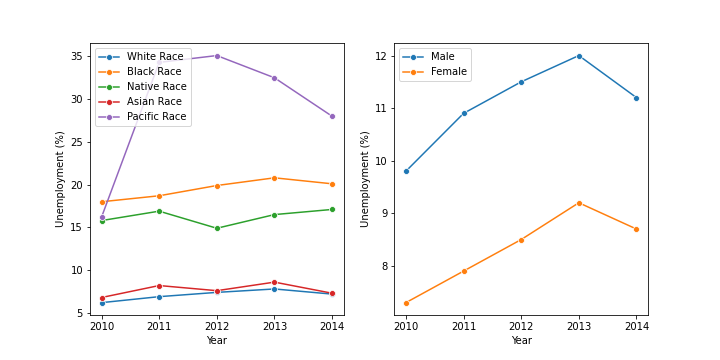 White Race
Black Race
Native Race
Asian Race
Pacific Race
35
30
25
20
15
10
5
Unemployment (%)
2010 2011 2012 2013 2014
Year
Male
Female
12
11
10
9
8
Unemployment (%)
2010 2011 2012 2013 2014
Year